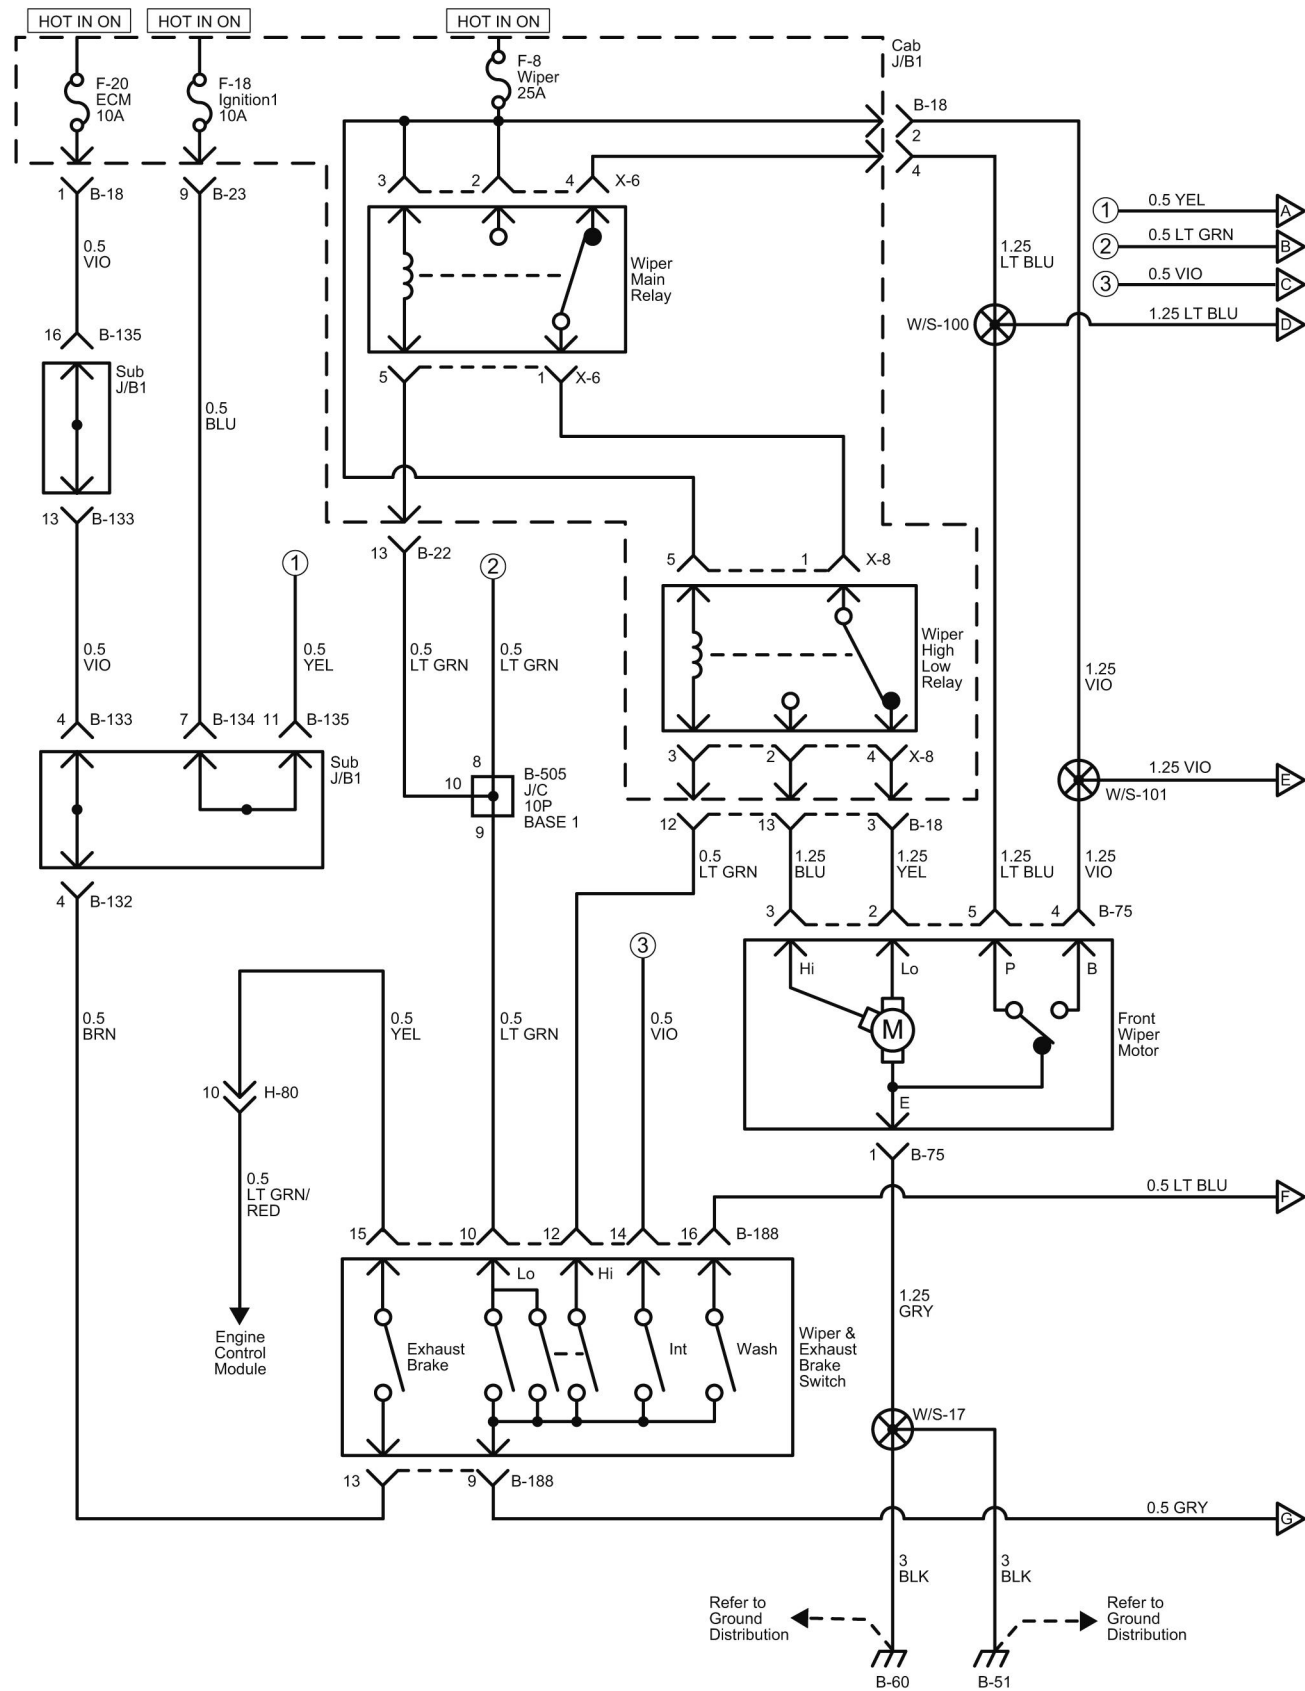 HOT IN ON
HOT IN ON
HOT IN ON
F-20
ECM
10A
F-18
Ignition1
10A
F-8
Wiper
25A
Cab
J/B1
B-18
2
4
1 B-18
9 B-23
3 2 4 X-6
0.5
VIO
Wiper
Main
Relay
1.25
LT BLU
1 0.5 YEL A
2 0.5 LT GRN B
3 0.5 VIO C
W/S-100 1.25 LT BLU D
16 B-135
Sub
J/B1
5 1 X-6
0.5
BLU
13 B-133
13 B-22
1
2
5 1 X-8
0.5
VIO
0.5
YEL
0.5
LT GRN
0.5
LT GRN
Wiper
High
Low
Relay
1.25
VIO
4 B-133
7 B-134
11 B-135
Sub
J/B1
3 2 4 X-8
8
10
9
B-505
J/C
10P
BASE 1
1.25 VIO E
W/S-101
12 13 3 B-18
0.5
LT GRN
1.25
BLU
1.25
YEL
1.25
LT BLU
1.25
VIO
4 B-132
3 2 5 4 B-75
3
Hi Lo P B
M
E
Front
Wiper
Motor
0.5
BRN
0.5
YEL
0.5
LT GRN
0.5
VIO
10 H-80
1 B-75
0.5
LT GRN/
RED
0.5 LT BLU F
15 10 12 14 16 B-188
Lo Hi
1.25
GRY
Engine
Control
Module
Exhaust
Brake
Int
Wash
Wiper &
Exhaust
Brake
Switch
W/S-17
13 9 B-188
0.5 GRY G
3
BLK
3
BLK
Refer to
Ground
Distribution
Refer to
Ground
Distribution
B-60
B-51